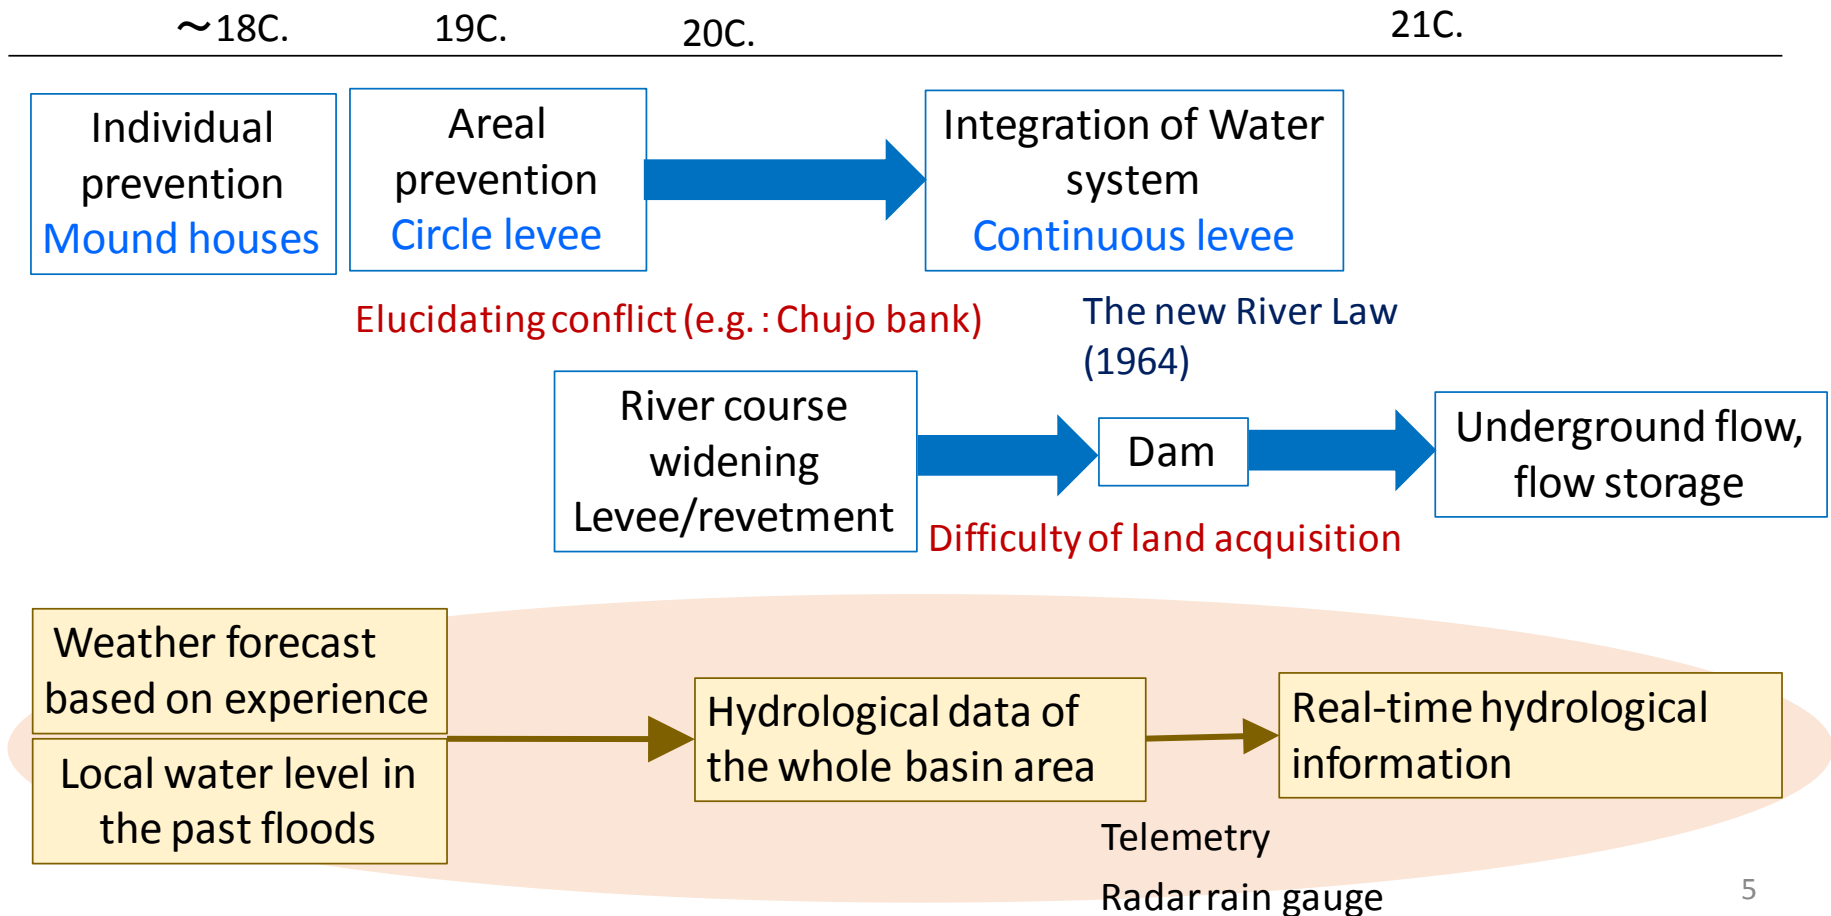 ～18C.
19C.
20C.
21C.
Individual
prevention
Mound houses
Areal
prevention
Circle levee
Integration of Water
system
Continuous levee
Elucidating conflict (e.g. : Chujo bank)
The new River Law
(1964)
River course
widening
Levee/revetment
Dam
Underground flow,
flow storage
Difficulty of land acquisition
Weather forecast
based on experience
Local water level in
the past floods
Hydrological data of
the whole basin area
Real-time hydrological
information
Telemetry
Radar rain gauge
5